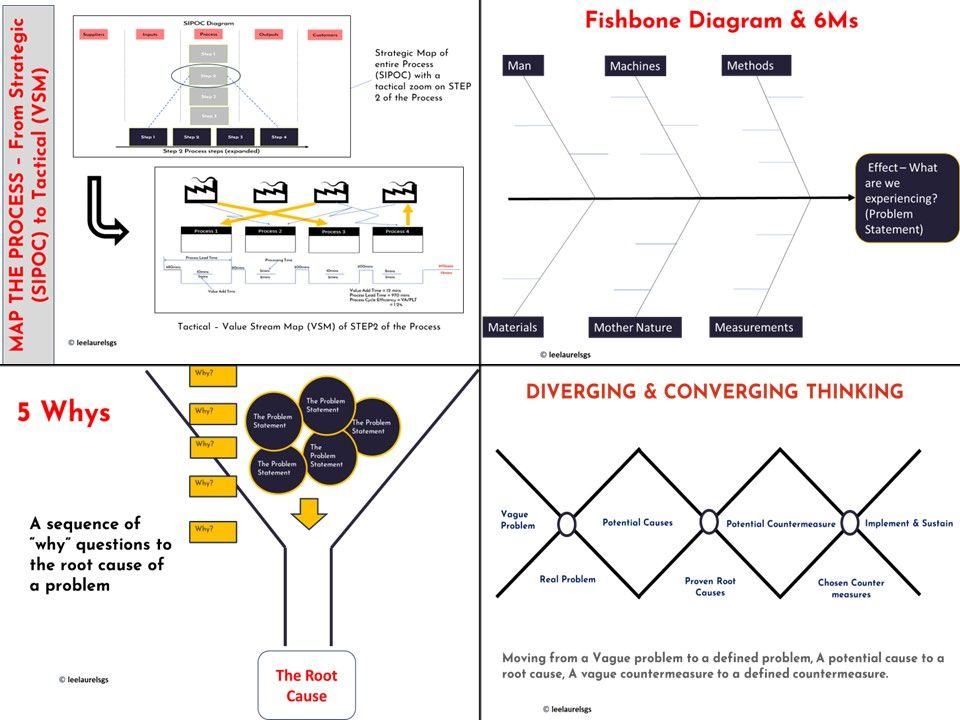 MAP THE PROCESS – From Strategic
(SIPOC) to Tactical (VSM)
SIPOC Diagram
Suppliers
Inputs
Process
Outputs
Customers
Step 1
Step 2
Step 3
Step 1
Step 2
Step 3
Step 4
Step 2 Process steps (expanded)
Strategic Map of
entire Process
(SIPOC) with a
tactical zoom on STEP
2 of the Process
Process 1
Process 2
Process 3
Process 4
Process Lead Time
Processing Time
Value Add Time
Value Add Time = 12 mins
Process Lead Time = 970 mins
Process Cycle Efficiency = VA/PLT
Tactical – Value Stream Map (VSM) of STEP2 of the Process
© leelaurelsgs
Fishbone Diagram & 6Ms
Man
Machines
Methods
Effect – What
are we
experiencing?
(Problem
Statement)
Materials
Mother Nature
Measurements
© leelaurelsgs
5 Whys
Why?
Why?
Why?
Why?
Why?
The Problem
Statement
The Problem
Statement
The Problem
Statement
The Problem
Statement
The
Problem
Statement
A sequence of
“why” questions to
the root cause of
a problem
The Root
Cause
© leelaurelsgs
DIVERGING & CONVERGING THINKING
Vague
Problem
Potential Causes
Potential Countermeasure
Implement & Sustain
Real Problem
Proven Root
Causes
Chosen Counter
measures
Moving from a Vague problem to a defined problem, A potential cause to a
root cause, A vague countermeasure to a defined countermeasure.
© leelaurelsgs